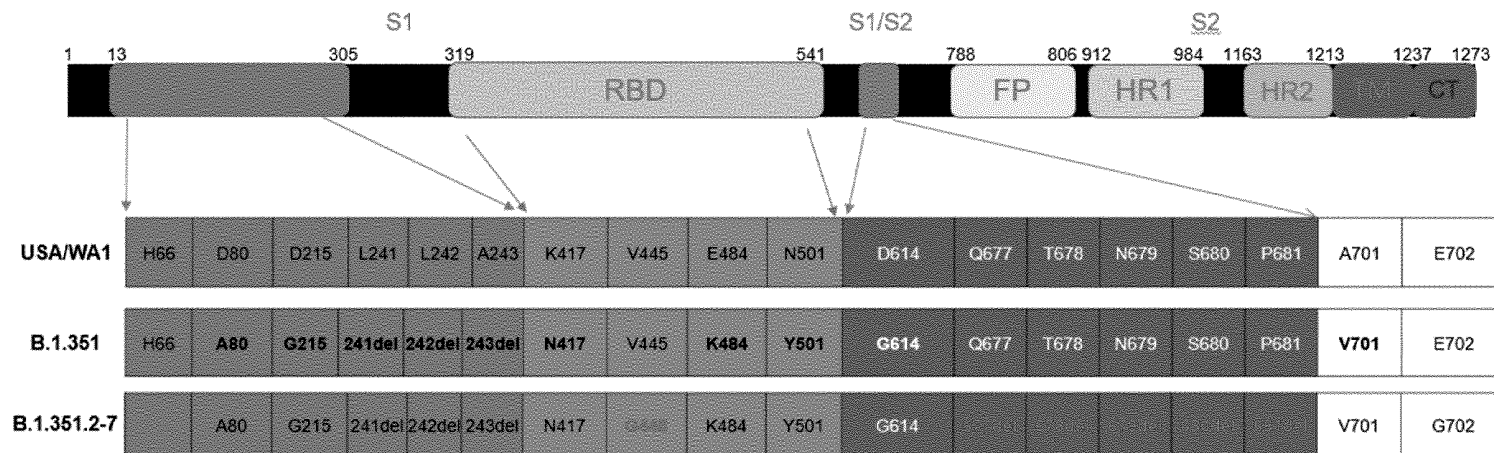 S1 S1/S2 S2
1 13 305 319 541 788 806 912 984 1163 1213 1237 1273
RBD FP HR1 HR2 TM CT
USA/WA1 H66 D80 D215 L241 L242 A243 K417 V445 E484 N501 D614 Q677 T678 N679 S680 P681 A701 E702
B.1.351 H66 A80 G215 241del 242del 243del N417 V445 K484 Y501 G614 Q677 T678 N679 S680 P681 V701 E702
B.1.351.2-7 A80 G215 241del 242del 243del N417 K484 Y501 G614 V701 G702